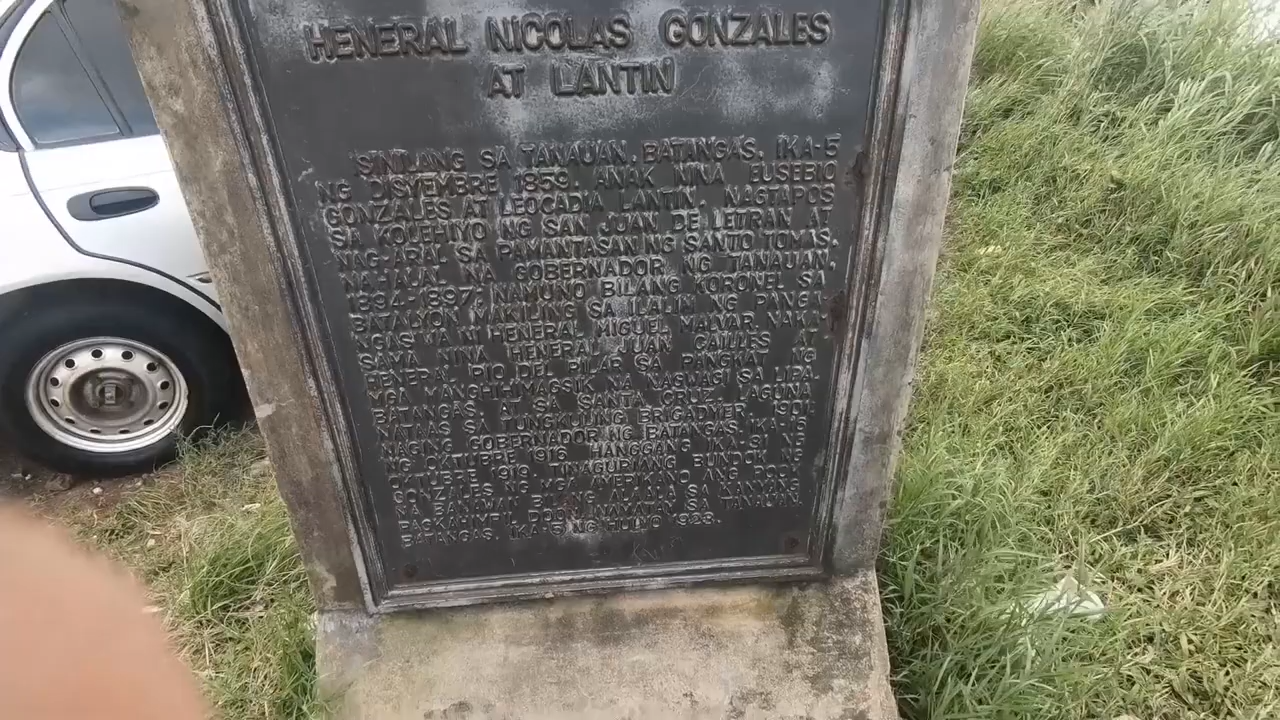 HENERAL NICOLAS GONZALES
AT LANTIN
SINILANG SA TANAUAN, BATANGAS, IKA-5
NG DISYEMBRE 1859, ANAK NINA EUSEBIO
GONZALES AT LEOCADIA LANTIN. NAGTAPOS
SA KOLEHIYO NG SAN JUAN DE LETRAN AT
NAG-ARAL SA PAMANTASAN NG SANTO TOMAS.
NAHALAL NA GOBERNADOR NG TANAUAN,
1894-1897. NAMUNO BILANG KORONEL SA
BATALYON MAKILING SA ILALIM NG PANGA-
NGASIWA NI HENERAL MIGUEL MALVAR. NAKA-
SAMA NINA HENERAL JUAN CAILLES AT
HENERAL PIO DEL PILAR SA PANGKAT NG
MGA MANGHIHIMAGSIK NA NAGWAGI SA LIPA,
BATANGAS, AT SA STANTA CRUZ, LAGUNA.
NATAAS SA TUNGKULING BRIGADYER, 1901.
NAGING GOBERNADOR NG BATANGAS, IKA-16
NG OKTUBRE 1916 HANGGANG IKA-31 NG
OKTUBRE 1919. TINAGURIANG BUNDOK NG
GONZALES NG MGA AMERIKANO ANG POOK
NA BANAWAY BILANG ALAALA SA KANYANG
PAGKAHIMPIL DOON. NAMATAY SA TANAUAN,
BATANGAS, IKA-15 NG HULYO 1923.